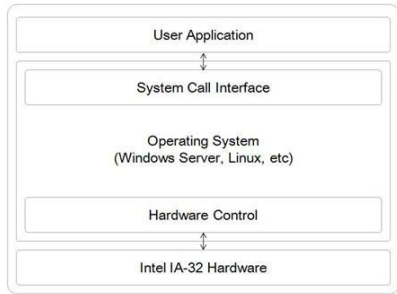 User Application
System Call Interface
Operating System
(Windows Server, Linux, etc)
Hardware Control
Intel IA-32 Hardware